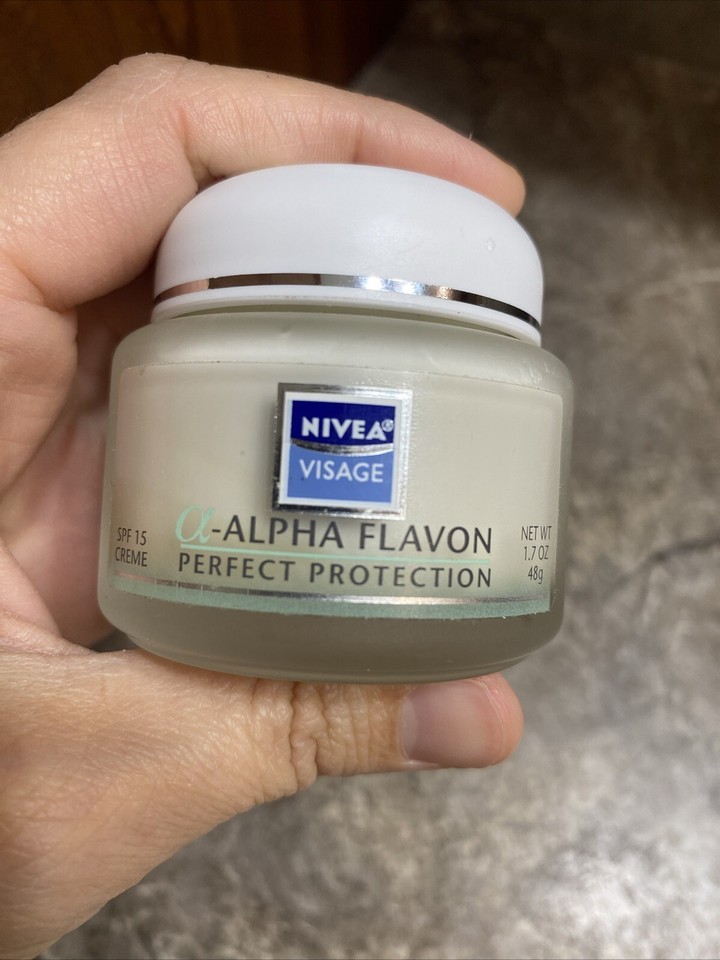 NIVEA®
VISAGE
α-ALPHA FLAVON
PERFECT PROTECTION
SPF 15
CREME
NET WT
1.7 OZ
48g